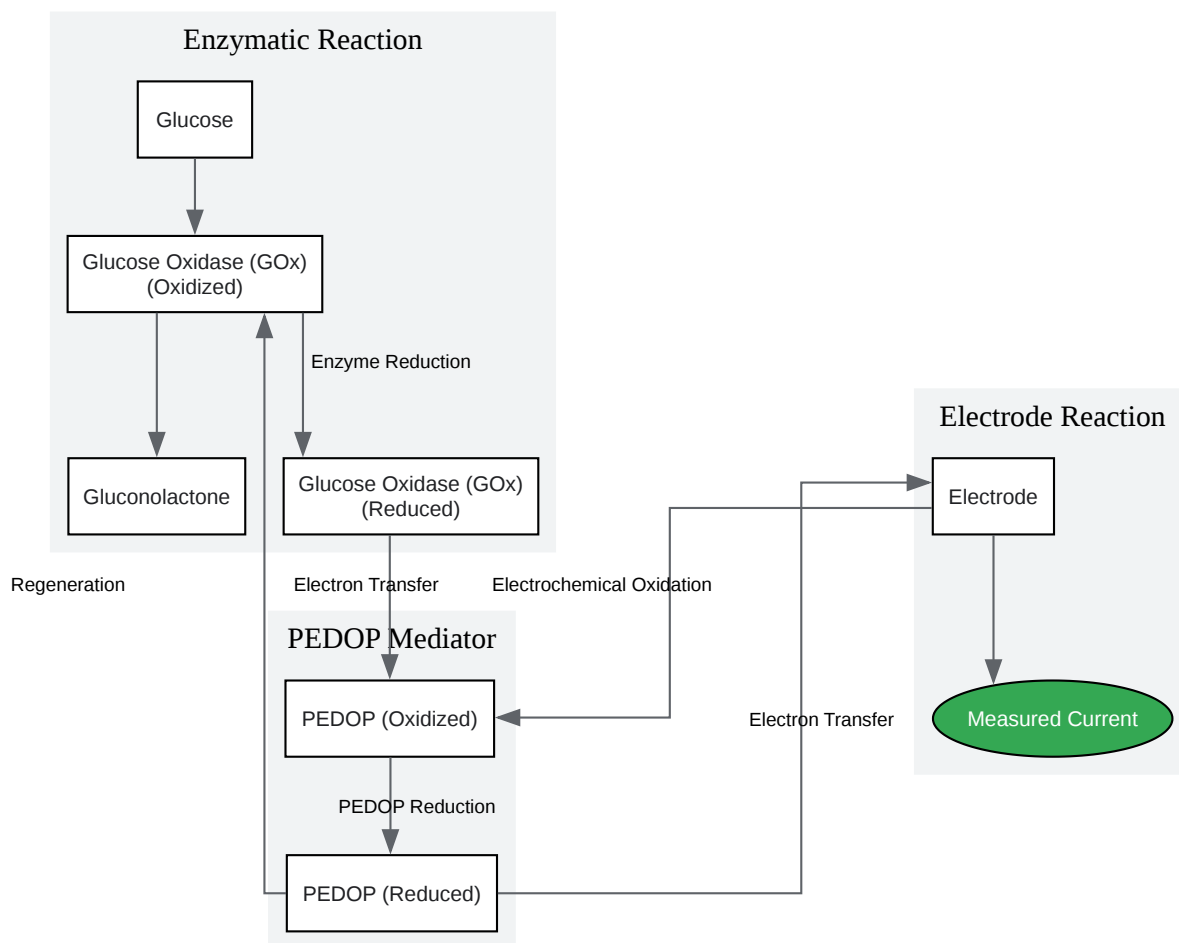 Enzymatic Reaction
Glucose
Glucose Oxidase (GOx)
(Oxidized)
Enzyme Reduction
Gluconolactone
Glucose Oxidase (GOx)
(Reduced)
Electrode Reaction
Electrode
Regeneration
Electron Transfer
Electrochemical Oxidation
PEDOP Mediator
PEDOP (Oxidized)
Electron Transfer
Measured Current
PEDOP Reduction
PEDOP (Reduced)